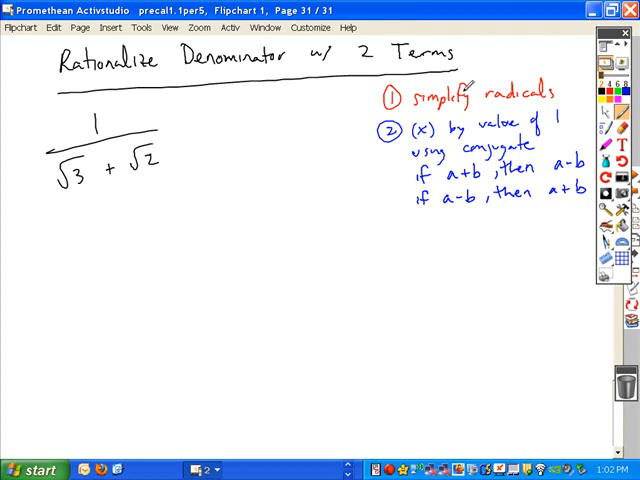 Promethean Activstudio precal1.1per5, Flipchart 1, Page 31 / 31
Flipchart Edit Insert Tools View Zoom Activ Window Customize
Rationalize Denominator w/ 2 Terms
① simplify radicals
② (x) by value of 1
using conjugate
if a+b, then a-b
if a-b, then a+b
1
√3 + √2
start
2
1:02 PM